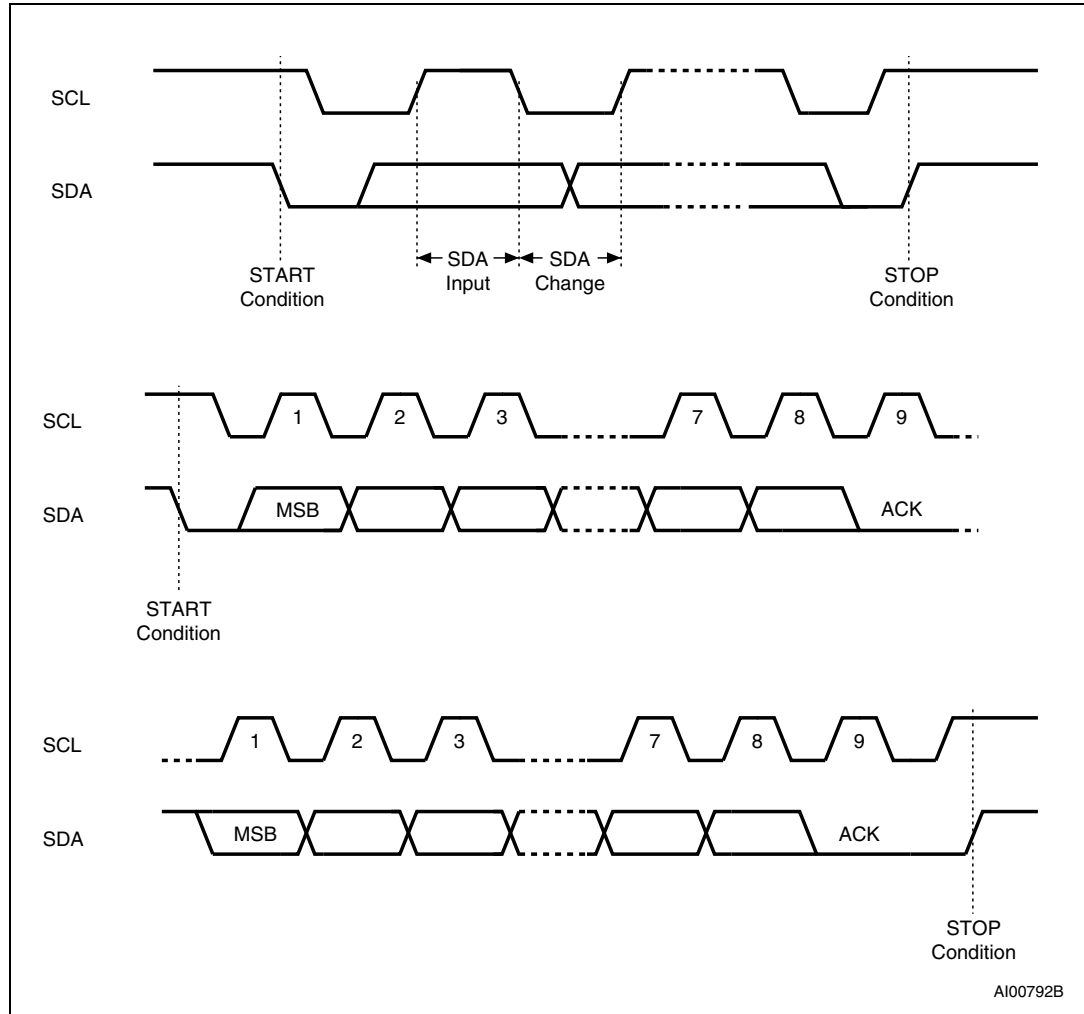 SCL
SDA
SDA
Input
SDA
Change
START
Condition
STOP
Condition
SCL
1
2
3
7
8
9
SDA
MSB
ACK
START
Condition
SCL
1
2
3
7
8
9
SDA
MSB
ACK
STOP
Condition
AI00792B